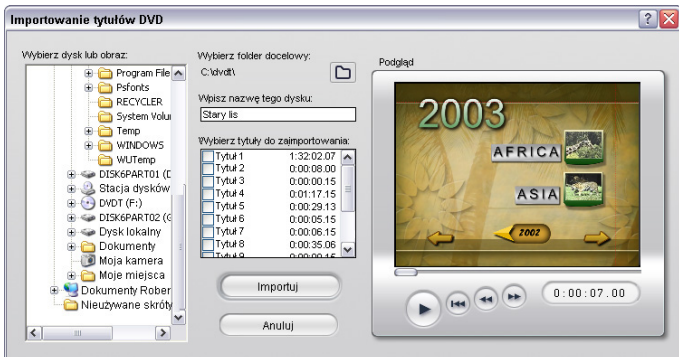 Importowanie tytułów DVD
Wybierz dysk lub obraz:
Program File
Psfonts
RECYCLER
System Volu
Temp
WINDOWS
WUTemp
DISK6PART01 (D
Stacja dysków
DVDT (F:)
DISK6PART02 (G
Dysk lokalny
Dokumenty
Moja kamera
Moje miejsca
Dokumenty Rober
Nieużywane skróty
Wybierz folder docelowy:
C:\dvdt\
Wpisz nazwę tego dysku:
Stary lis
Wybierz tytuły do zaimportowania:
Tytuł 1 1:32:02.07
Tytuł 2 0:00:08.00
Tytuł 3 0:00:00.15
Tytuł 4 0:01:17.15
Tytuł 5 0:00:29.13
Tytuł 6 0:00:05.15
Tytuł 7 0:00:06.15
Tytuł 8 0:00:35.06
Tytuł 9
Importuj
Anuluj
Podgląd
2003
AFRICA
ASIA
2002
0:00:07.00